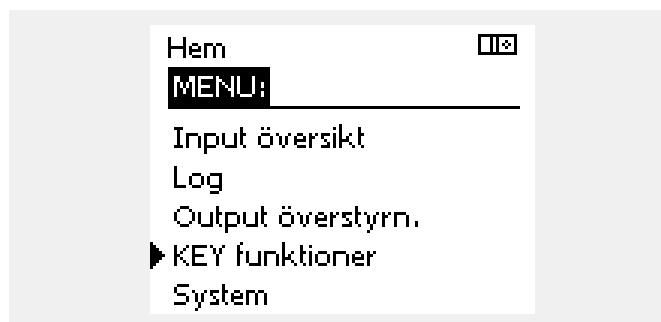 Hem
MENU:
Input översikt
Log
Output överstyrn.
KEY funktioner
System